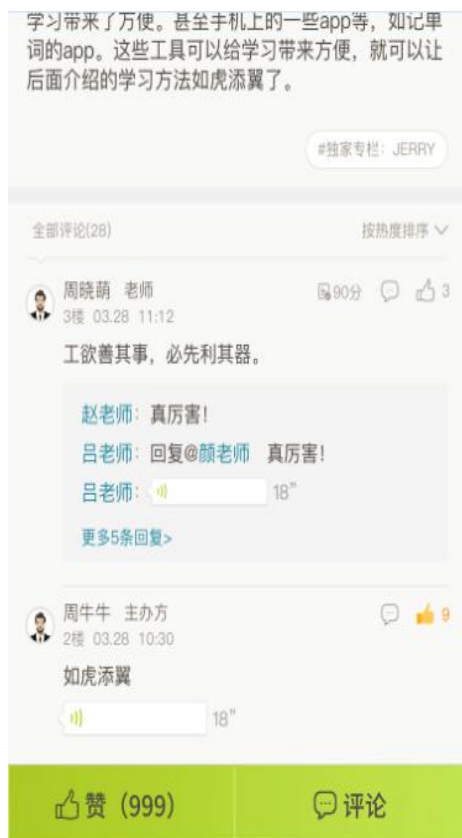 学习带来了方便。甚至手机上的一些app等，如记单
词的app。这些工具可以给学习带来方便，就可以让
后面介绍的学习方法如虎添翼了。
#独家专栏：JERRY
全部评论(28) 按热度排序
周晓萌 老师 90分 3
3楼 03.28 11:12
工欲善其事，必先利其器。
赵老师：真厉害！
吕老师：回复@颜老师 真厉害！
吕老师： 18"
更多5条回复>
周牛牛 主办方 9
2楼 03.28 10:30
如虎添翼
18"
赞（999） 评论